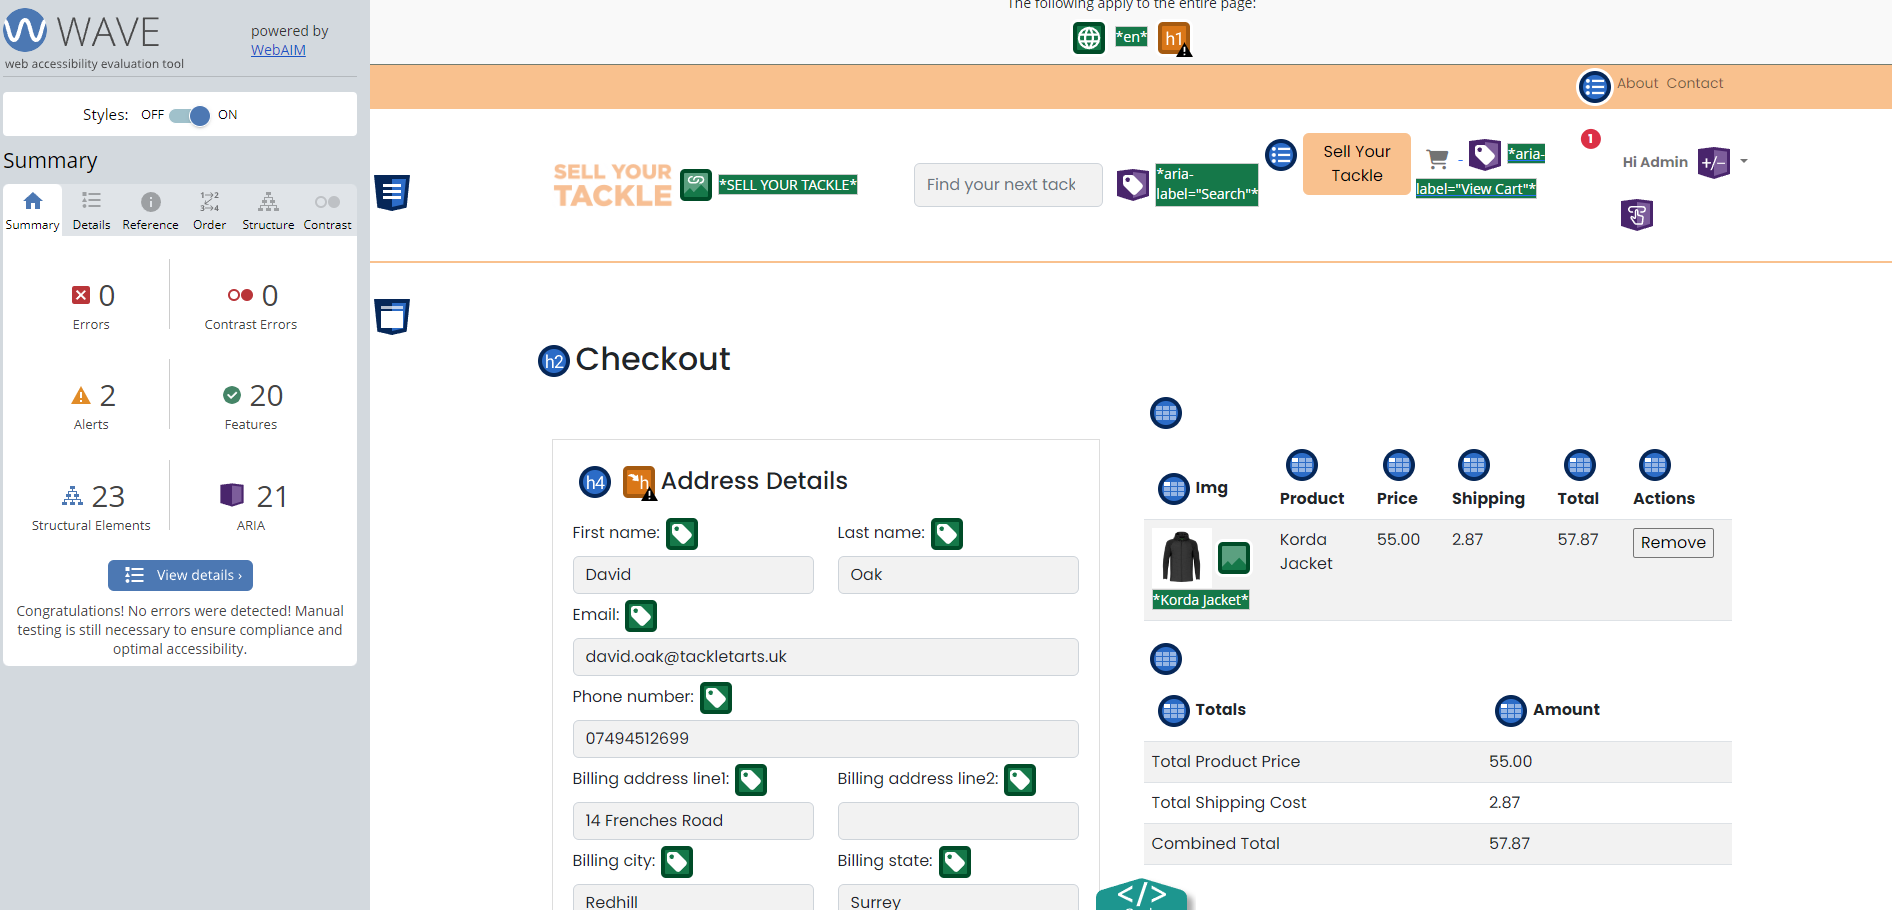 WAVE
powered by
WebAIM
web accessibility evaluation tool
Styles: OFF ON
Summary
Summary Details Reference Order Structure Contrast
0
Errors
0
Contrast Errors
2
Alerts
20
Features
23
Structural Elements
21
ARIA
View details ›
Congratulations! No errors were detected! Manual
testing is still necessary to ensure compliance and
optimal accessibility.
The following apply to the entire page:
*en* h1
About Contact
SELL YOUR
TACKLE
*SELL YOUR TACKLE*
Find your next tack
*aria-
label="Search"*
Sell Your
Tackle
*aria-
label="View Cart"*
1
Hi Admin
h2 Checkout
h4 h Address Details
First name:
David
Last name:
Oak
Email:
david.oak@tackletarts.uk
Phone number:
07494512699
Billing address line1:
14 Frenches Road
Billing address line2:
Billing city:
Redhill
Billing state:
Surrey
Img Product Price Shipping Total Actions
Korda
Jacket
55.00 2.87 57.87 Remove
*Korda Jacket*
Totals Amount
Total Product Price 55.00
Total Shipping Cost 2.87
Combined Total 57.87
</>